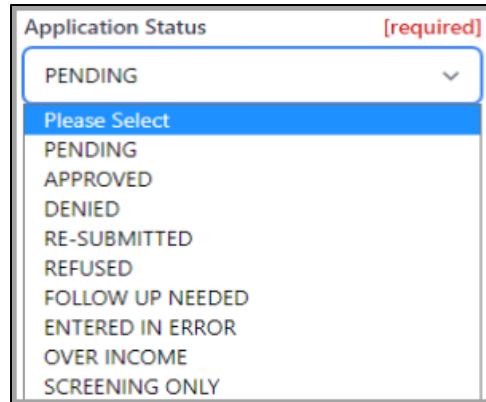 Application Status [required]
PENDING
Please Select
PENDING
APPROVED
DENIED
RE-SUBMITTED
REFUSED
FOLLOW UP NEEDED
ENTERED IN ERROR
OVER INCOME
SCREENING ONLY